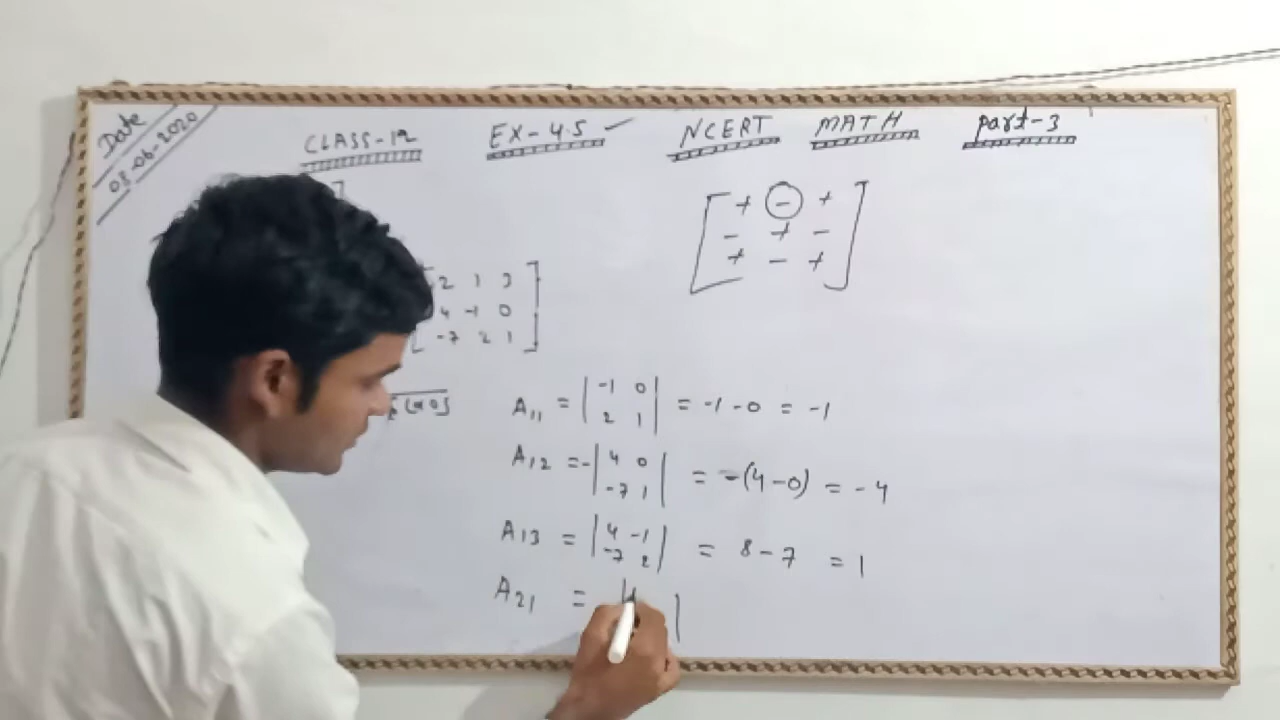 Date
03-06-2020
CLASS-12 EX-4.5 ✓ NCERT MATH part-3
]
[ + - +
- + -
+ - + ]
2 1 3
4 -1 0
-7 2 1
A11 = | -1 0 | = -1 - 0 = -1
| 2 1 |
A12 = - | 4 0 | = -(4-0) = -4
| -7 1 |
A13 = | 4 -1 | = 8 - 7 = 1
| -7 2 |
A21 = |